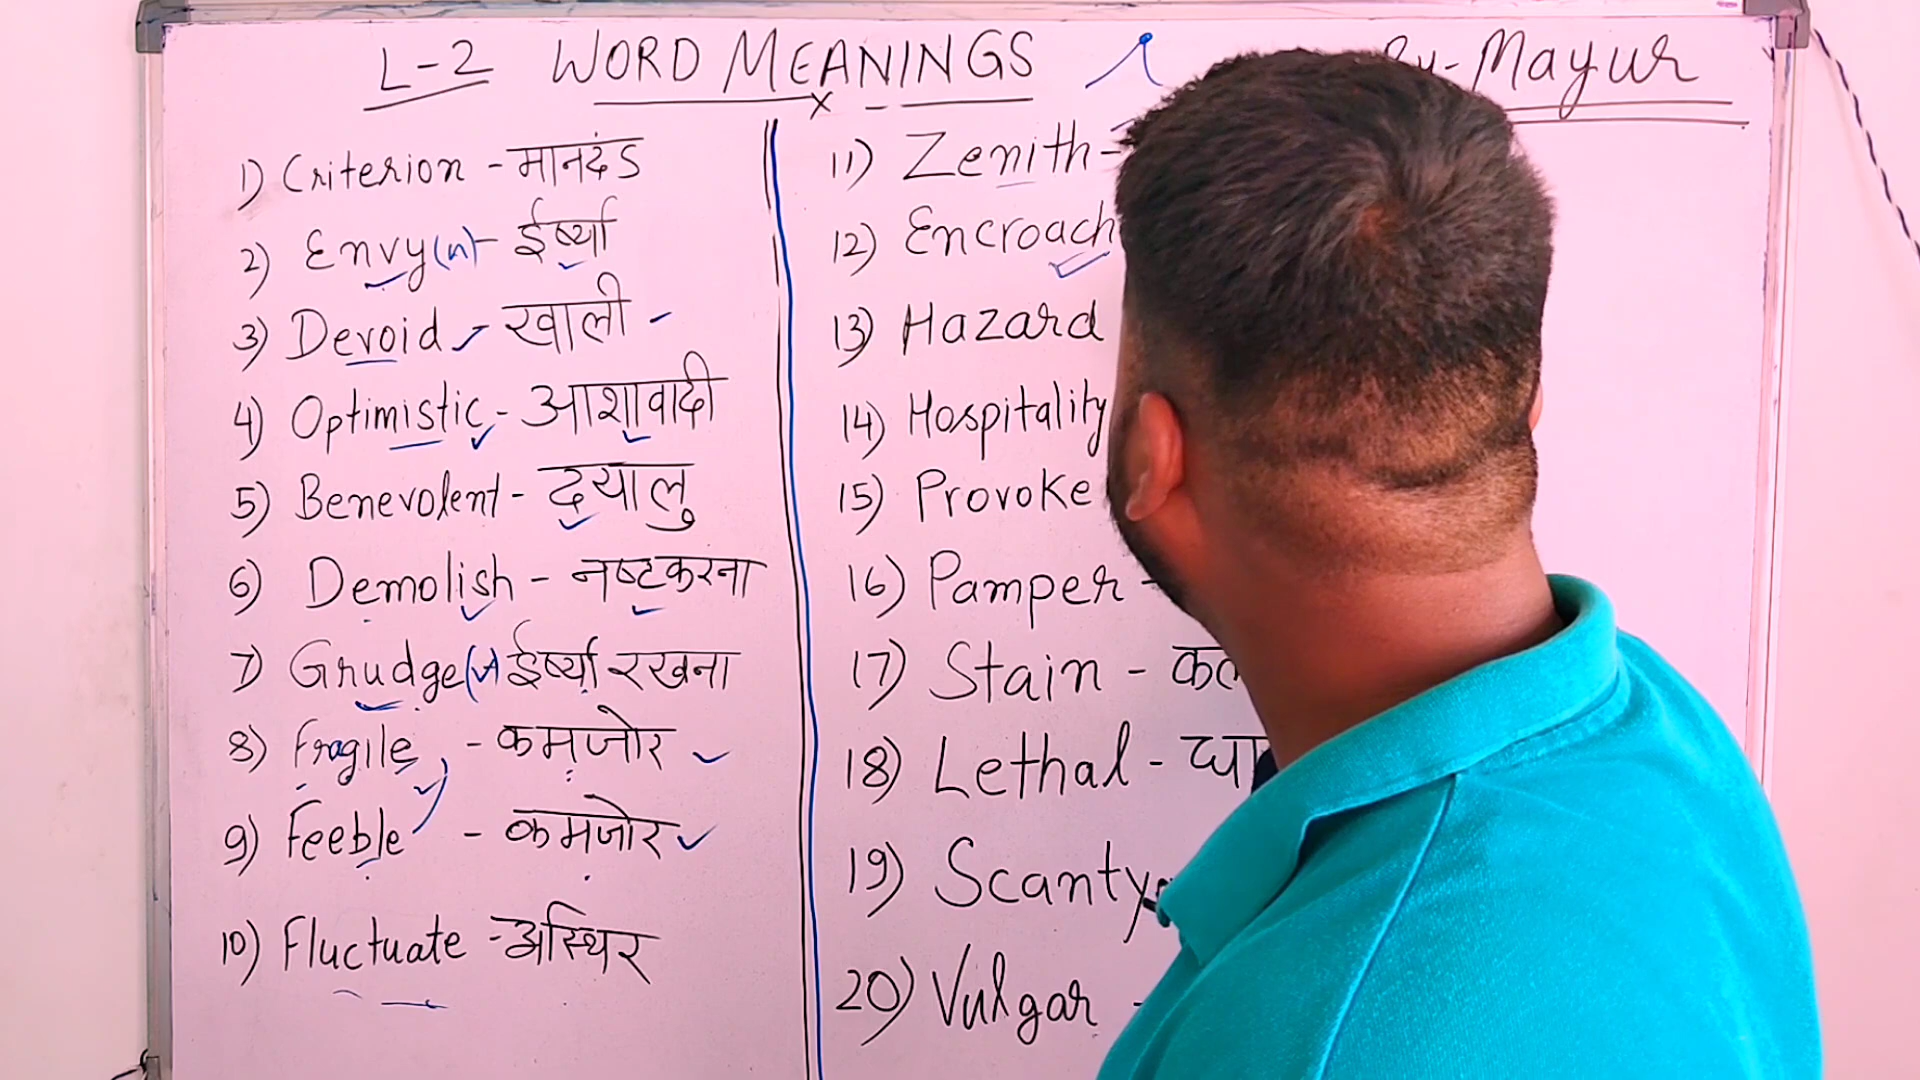 L-2 WORD MEANINGS Mayur
1) Criterion - मानदंड
2) Envy(n)- ईर्ष्या
3) Devoid - खाली -
4) Optimistic - आशावादी
5) Benevolent - दयालु
6) Demolish - नष्ट करना
7) Grudge(v) ईर्ष्या रखना
8) Fragile, - कमजोर
9) Feeble - कमजोर
10) Fluctuate - अस्थिर
11) Zenith-
12) Encroach
13) Hazard
14) Hospitality
15) Provoke
16) Pamper -
17) Stain -
18) Lethal -
19) Scanty
20) Vulgar -